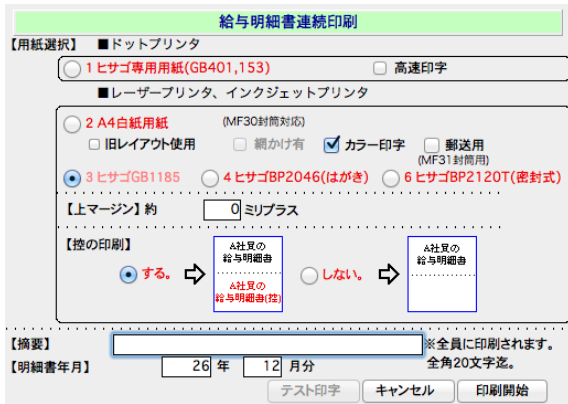 給与明細書連続印刷
【用紙選択】 ■ドットプリンタ
1 ヒサゴ専用用紙(GB401,153) 高速印字
■レーザープリンタ、インクジェットプリンタ
2 A4白紙用紙 (MF30封筒対応)
旧レイアウト使用 網かけ有 カラー印字 郵送用
(MF31封筒用)
3 ヒサゴGB1185 4 ヒサゴBP2046(はがき) 6 ヒサゴBP2120T(密封式)
【上マージン】約 0 ミリプラス
【控の印刷】
する。 ⇨ A社員の
給与明細書
A社員の
給与明細書(控)
しない。 ⇨ A社員の
給与明細書
【摘要】 ※全員に印刷されます。
全角20文字迄。
【明細書年月】 26 年 12 月分
テスト印字 キャンセル 印刷開始